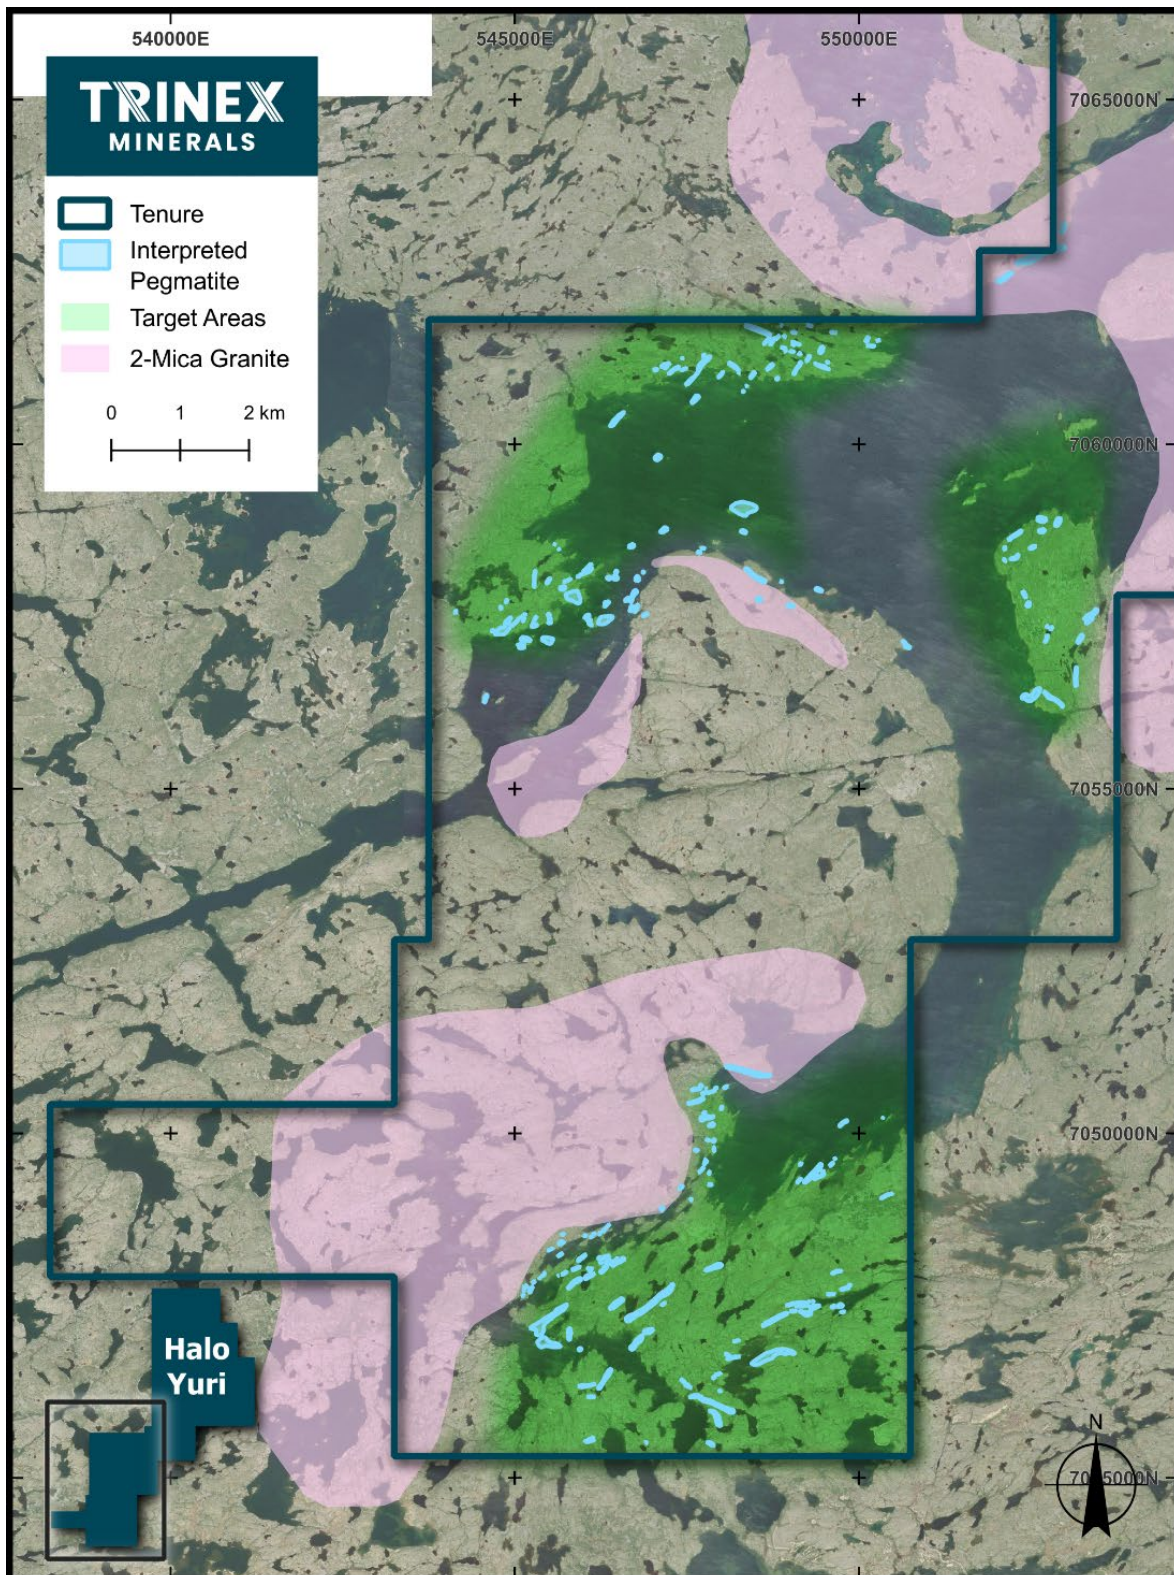 540000E
545000E
550000E
TRINEX
MINERALS
7065000N
Tenure
Interpreted
Pegmatite
Target Areas
2-Mica Granite
0 1 2 km
7060000N
7055000N
7050000N
Halo
Yuri
N
7045000N